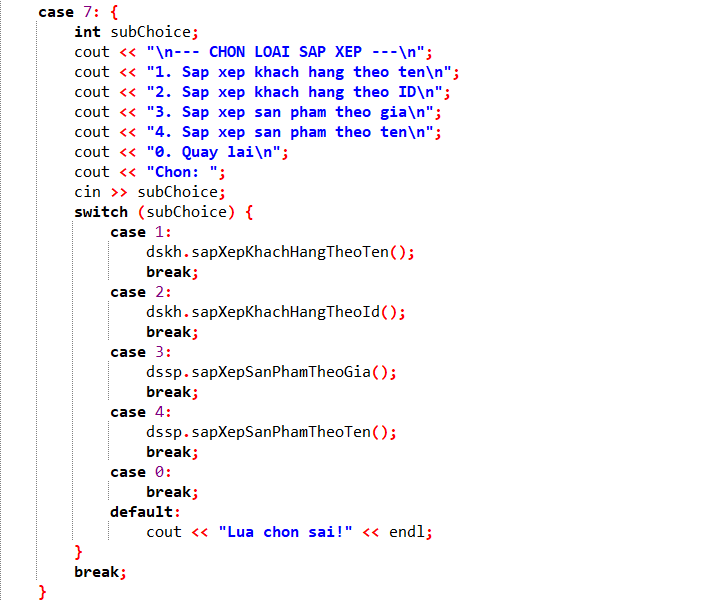 case 7: {
int subChoice;
cout << "\n--- CHON LOAI SAP XEP ---\n";
cout << "1. Sap xep khach hang theo ten\n";
cout << "2. Sap xep khach hang theo ID\n";
cout << "3. Sap xep san pham theo gia\n";
cout << "4. Sap xep san pham theo ten\n";
cout << "0. Quay lai\n";
cout << "Chon: ";
cin >> subChoice;
switch (subChoice) {
case 1:
dskh.sapXepKhachHangTheoTen();
break;
case 2:
dskh.sapXepKhachHangTheoId();
break;
case 3:
dssp.sapXepSanPhamTheoGia();
break;
case 4:
dssp.sapXepSanPhamTheoTen();
break;
case 0:
break;
default:
cout << "Lua chon sai!" << endl;
}
break;
}